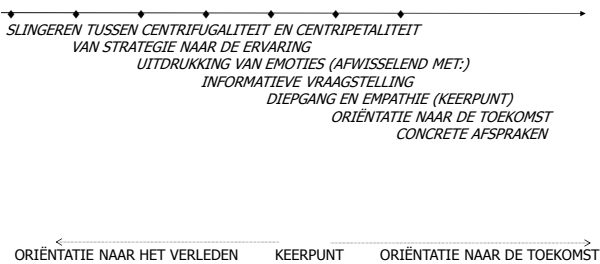 SLINGEREN TUSSEN CENTRIFUGALITEIT EN CENTRIPETALITEIT
VAN STRATEGIE NAAR DE ERVARING
UITDRUKKING VAN EMOTIES (AFWISSELEND MET:)
INFORMATIEVE VRAAGSTELLING
DIEPGANG EN EMPATHIE (KEERPUNT)
ORIËNTATIE NAAR DE TOEKOMST
CONCRETE AFSPRAKEN
ORIËNTATIE NAAR HET VERLEDEN KEERPUNT ORIËNTATIE NAAR DE TOEKOMST